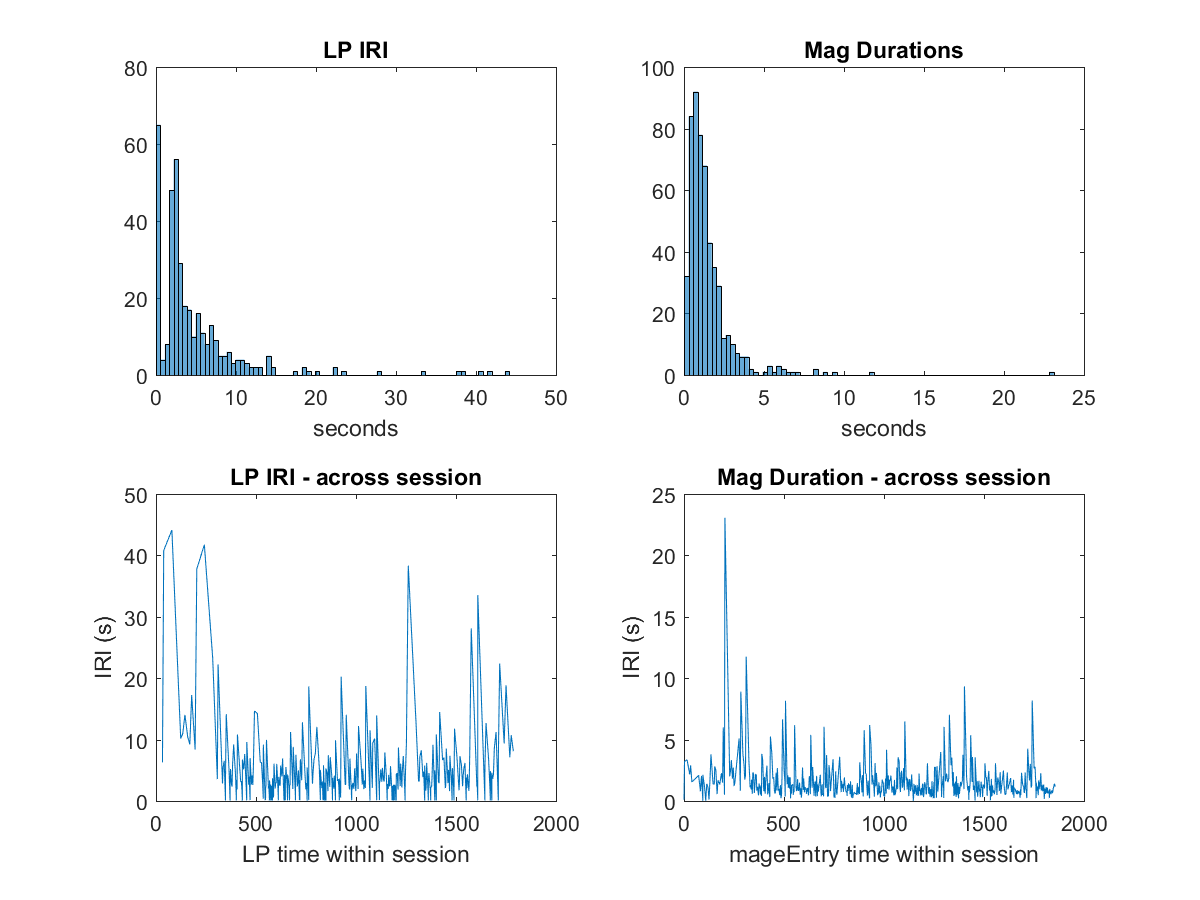 LP IRI
80
60
40
20
0
0 10 20 30 40 50
seconds
Mag Durations
100
80
60
40
20
0
0 5 10 15 20 25
seconds
LP IRI - across session
IRI (s)
50
40
30
20
10
0
0 500 1000 1500 2000
LP time within session
Mag Duration - across session
IRI (s)
25
20
15
10
5
0
0 500 1000 1500 2000
mageEntry time within session